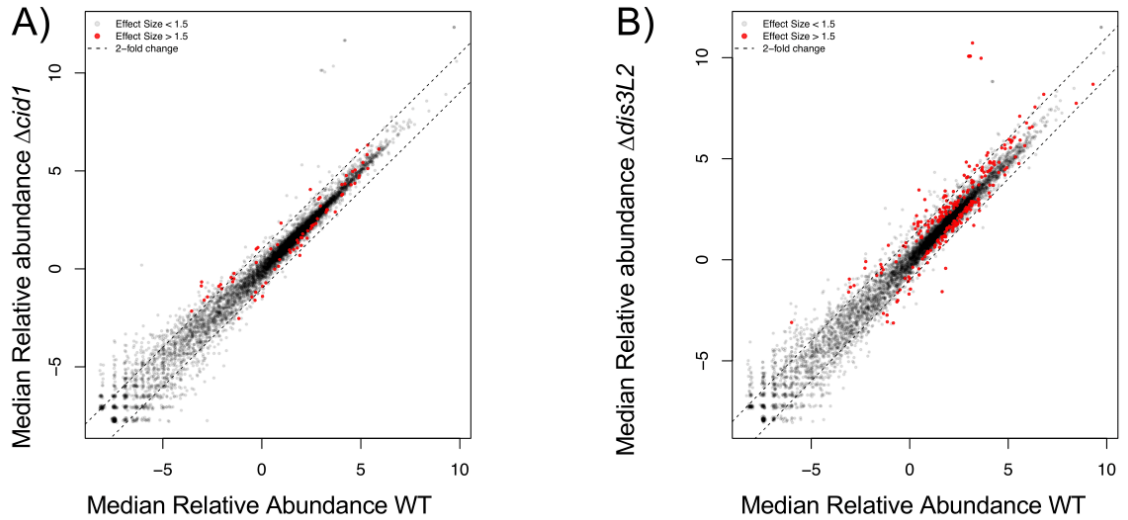 A)
Effect Size < 1.5
Effect Size > 1.5
2-fold change
Median Relative abundance Δcid1
10
5
0
−5
−5 0 5 10
Median Relative Abundance WT
B)
Effect Size < 1.5
Effect Size > 1.5
2-fold change
Median Relative Abundance Δdis3L2
10
5
0
−5
−5 0 5 10
Median Relative Abundance WT